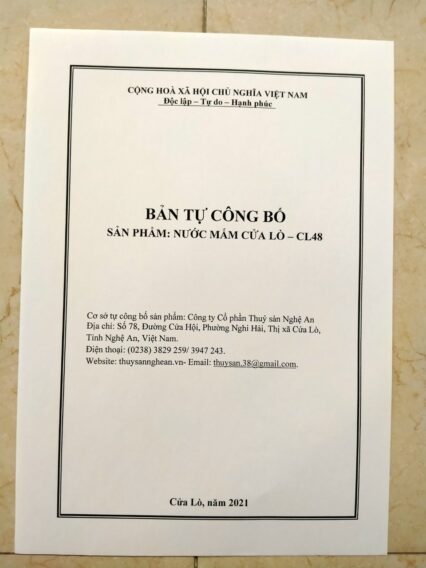 CỘNG HOÀ XÃ HỘI CHỦ NGHĨA VIỆT NAM
Độc lập – Tự do – Hạnh phúc
BẢN TỰ CÔNG BỐ
SẢN PHẨM: NƯỚC MẮM CỬA LÒ – CL48
Cơ sở tự công bố sản phẩm: Công ty Cổ phần Thuỷ sản Nghệ An
Địa chỉ: Số 78, Đường Cửa Hội, Phường Nghi Hải, Thị xã Cửa Lò,
Tỉnh Nghệ An, Việt Nam.
Điện thoại: (0238) 3829 259/ 3947 243.
Website: thuysannghean.vn- Email: thuysan.38@gmail.com.
Cửa Lò, năm 2021